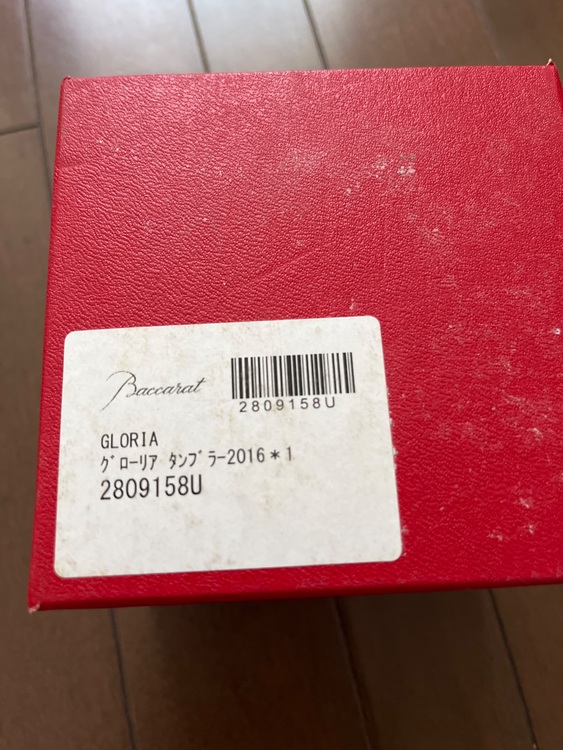 Baccarat
2809158U
GLORIA
ｸﾞﾛｰﾘｱ ﾀﾝﾌﾞﾗｰ2016＊1
2809158U